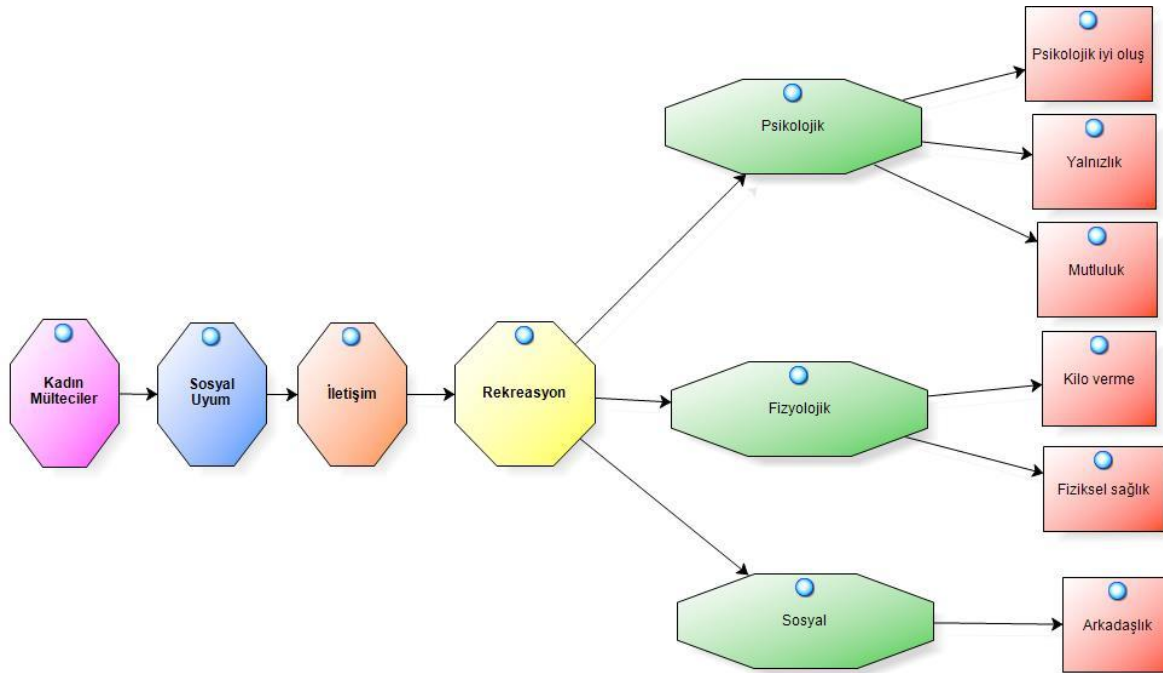 Kadın
Mülteciler
Sosyal
Uyum
İletişim
Rekreasyon
Psikolojik
Psikolojik iyi oluş
Yalnızlık
Mutluluk
Fizyolojik
Kilo verme
Fiziksel sağlık
Sosyal
Arkadaşlık